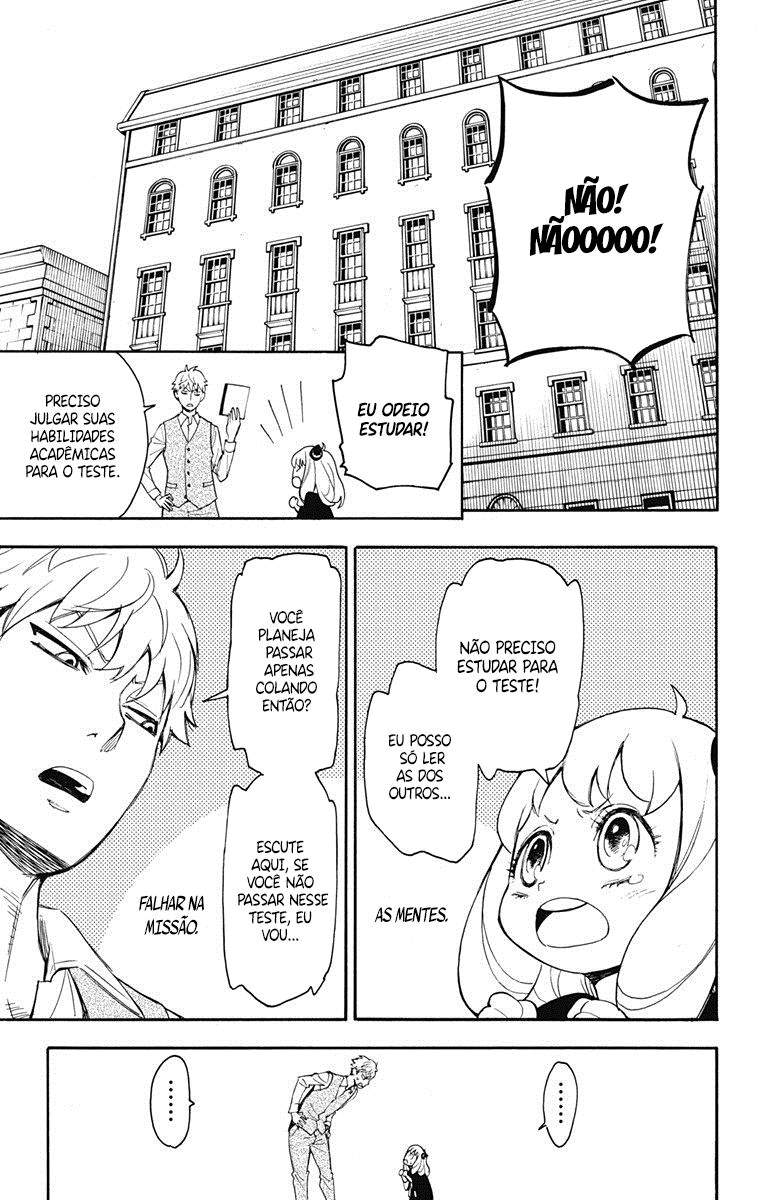 NÃO!
NÃOOOOO!
EU ODEIO
ESTUDAR!
PRECISO
JULGAR SUAS
HABILIDADES
ACADÊMICAS
PARA O TESTE.
NÃO PRECISO
ESTUDAR PARA
O TESTE!
EU POSSO
SÓ LER
AS DOS
OUTROS...
AS MENTES.
VOCÊ
PLANEJA
PASSAR
APENAS
COLANDO
ENTÃO?
ESCUTE
AQUI, SE
VOCÊ NÃO
PASSAR NESSE
TESTE, EU
VOU...
FALHAR NA
MISSÃO.
......
......